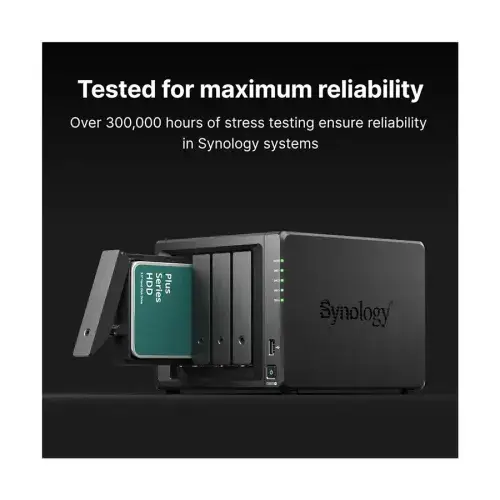 Tested for maximum reliability
Over 300,000 hours of stress testing ensure reliability
in Synology systems
Plus
Series
HDD
Synology